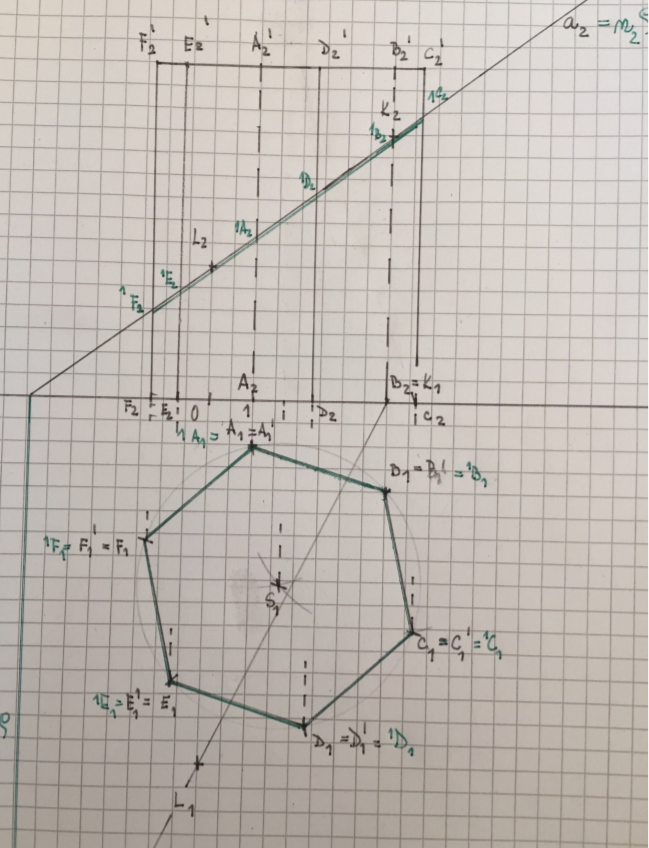 a₂ = m₂
F₂' E₂' A₂' D₂' B₂' C₂'
¹C₂
K₂
¹B₂
¹D₂
¹A₂
L₂
¹E₂
¹F₂
A₂ B₂=K₁
F₂ E₂ 0 1 D₂ C₂
¹A₁= A₁=A₁'
D₁=B₁'=¹B₁
¹F₁=F₁'=F₁
S₁
C₁=C₁'=¹C₁
¹E₁=E₁'=E₁
D₁=D₁'=¹D₁
L₁